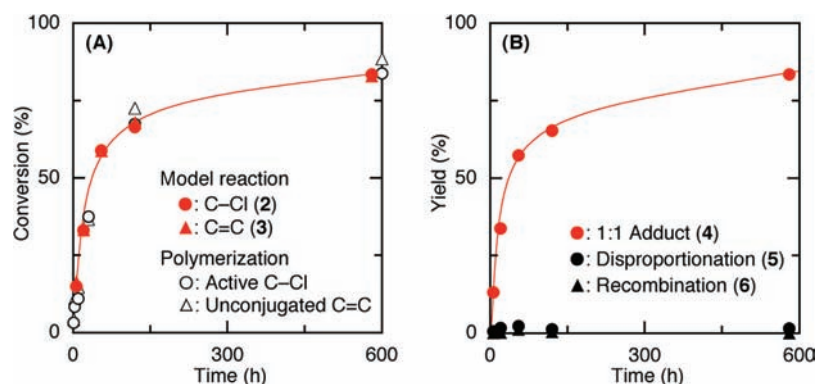 (A)
Conversion (%)
100
50
0
0
300
600
Time (h)
Model reaction
●: C–Cl (2)
▲: C=C (3)
Polymerization
○: Active C–Cl
△: Unconjugated C=C
(B)
Yield (%)
100
50
0
0
300
600
Time (h)
●: 1:1 Adduct (4)
●: Disproportionation (5)
▲: Recombination (6)